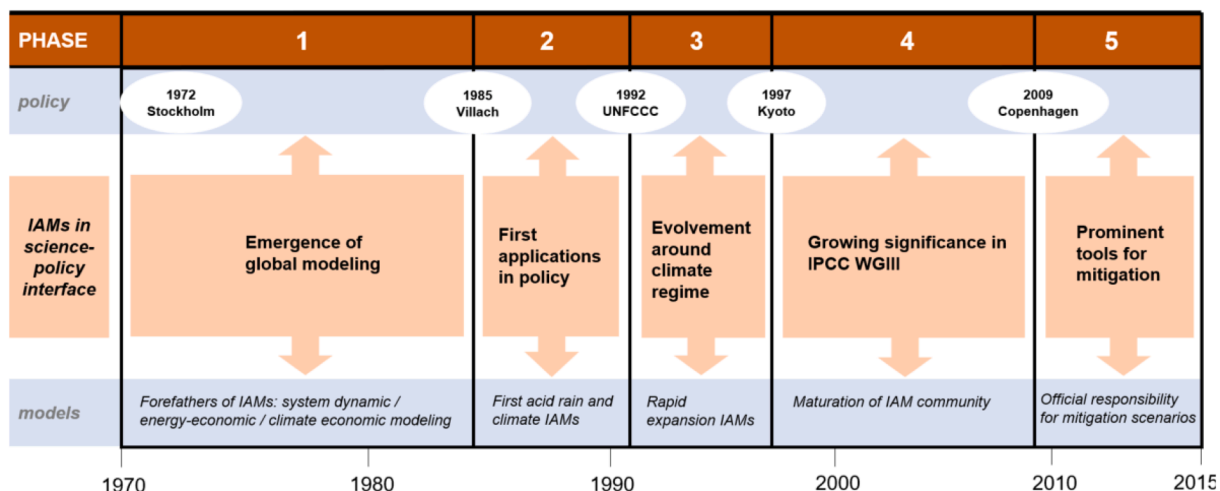 PHASE 1 2 3 4 5
policy
1972
Stockholm
1985
Villach
1992
UNFCCC
1997
Kyoto
2009
Copenhagen
IAMs in
science-
policy
interface
Emergence of
global modeling
First
applications
in policy
Evolvement
around
climate
regime
Growing significance in
IPCC WGIII
Prominent
tools for
mitigation
models
Forefathers of IAMs: system dynamic /
energy-economic / climate economic modeling
First acid rain and
climate IAMs
Rapid
expansion IAMs
Maturation of IAM community
Official responsibility
for mitigation scenarios
1970 1980 1990 2000 2010 2015